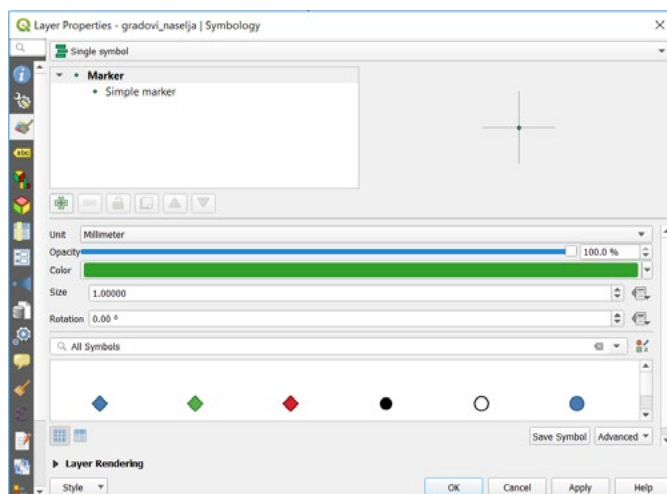 Layer Properties - gradovi_naselja | Symbology
Single symbol
Marker
Simple marker
Unit Millimeter
Opacity 100.0 %
Color
Size 1.00000
Rotation 0.00 °
All Symbols
Save Symbol Advanced
Layer Rendering
Style OK Cancel Apply Help